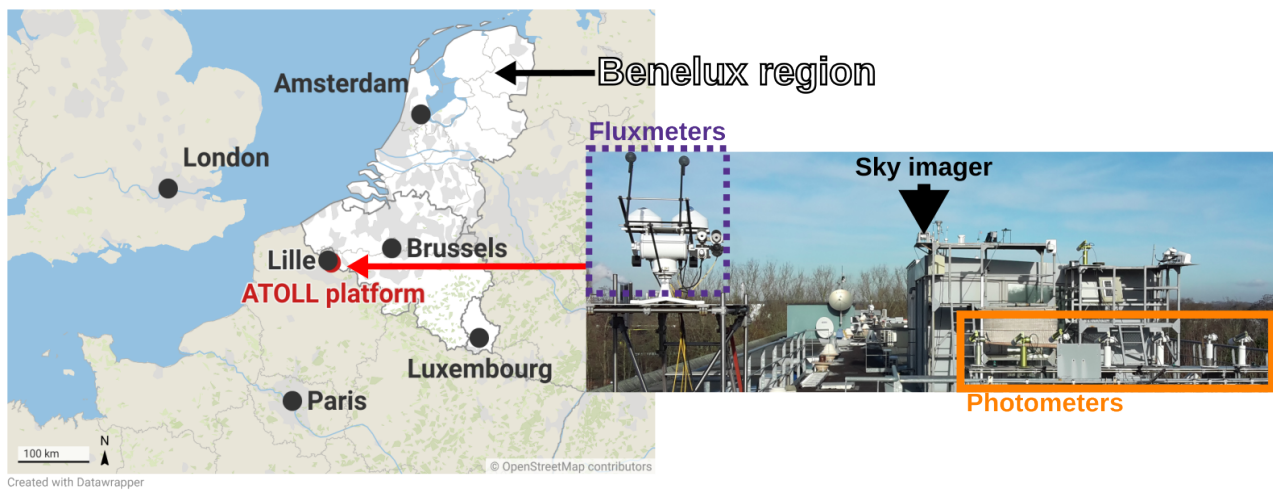 Amsterdam
Benelux region
Fluxmeters
London
Sky imager
Lille
Brussels
ATOLL platform
Luxembourg
Paris
Photometers
100 km
N
© OpenStreetMap contributors
Created with Datawrapper